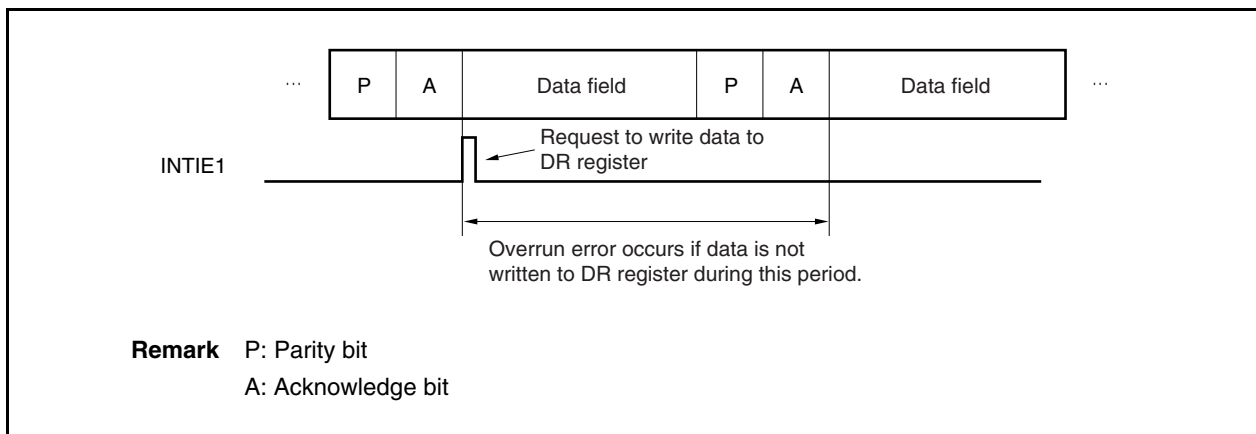 ... P A Data field P A Data field ...
INTIE1
Request to write data to
DR register
Overrun error occurs if data is not
written to DR register during this period.
Remark P: Parity bit
A: Acknowledge bit